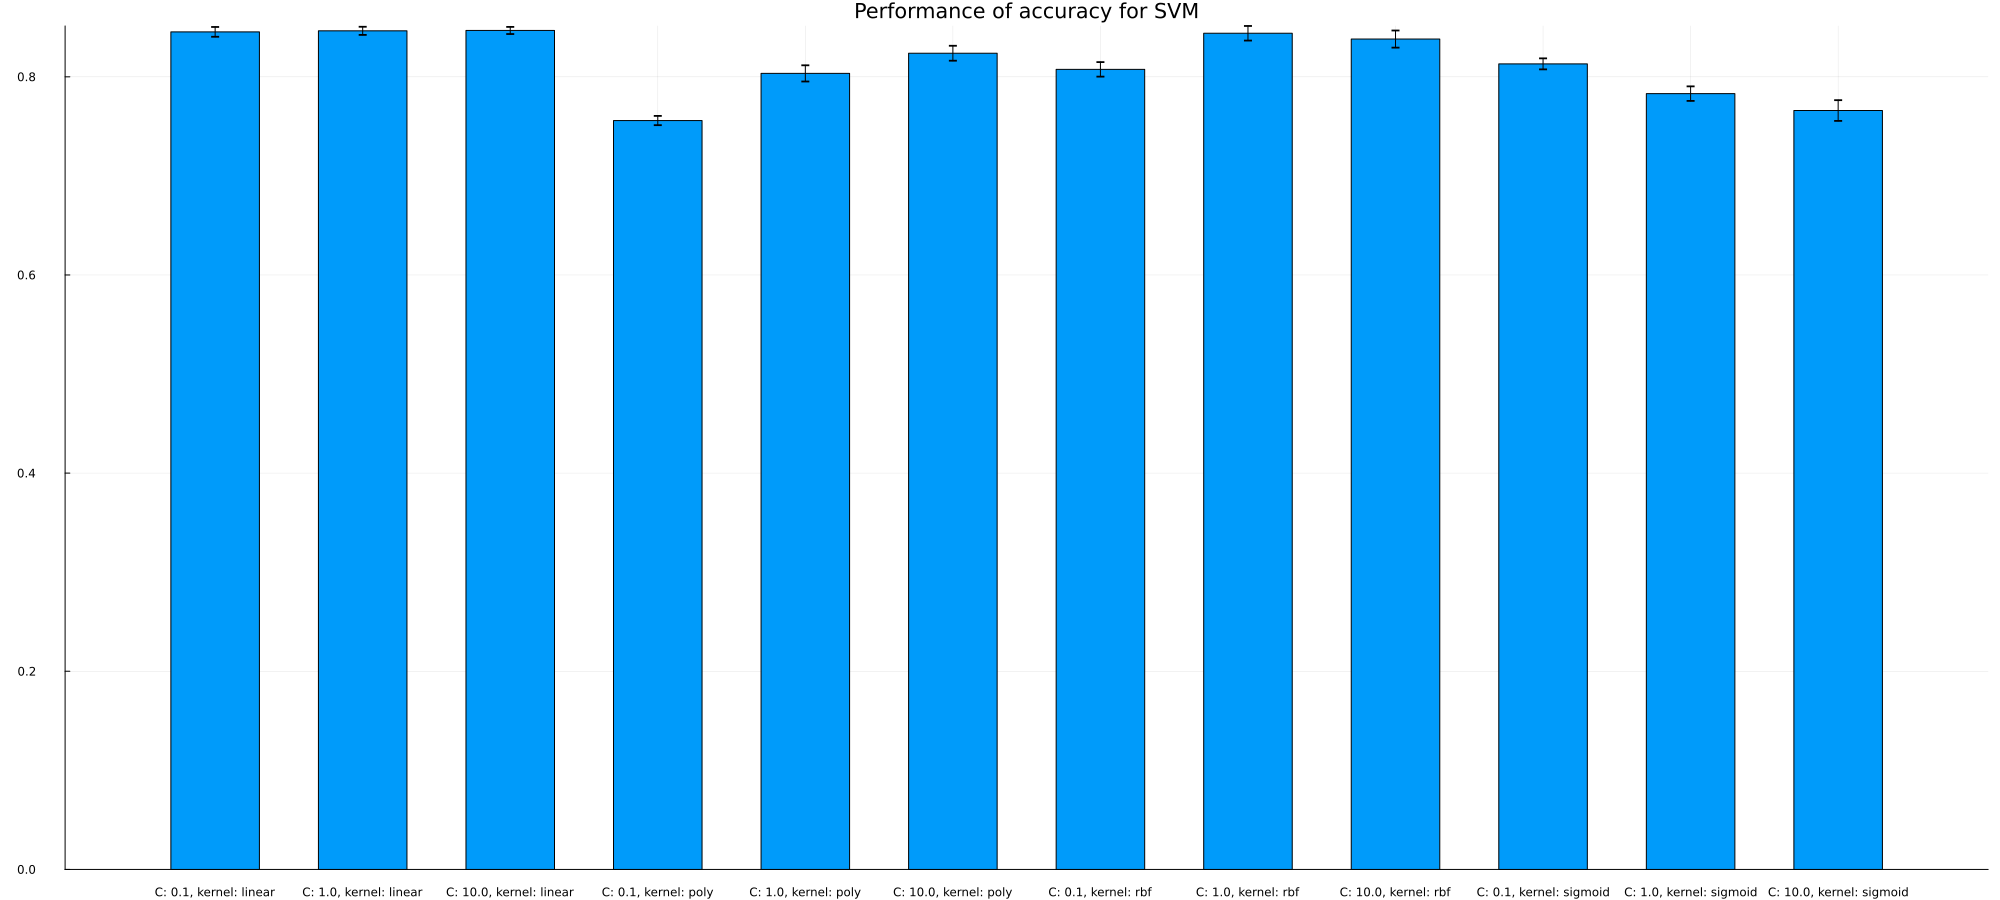 Performance of accuracy for SVM
0.8
0.6
0.4
0.2
0.0
C: 0.1, kernel: linear
C: 1.0, kernel: linear
C: 10.0, kernel: linear
C: 0.1, kernel: poly
C: 1.0, kernel: poly
C: 10.0, kernel: poly
C: 0.1, kernel: rbf
C: 1.0, kernel: rbf
C: 10.0, kernel: rbf
C: 0.1, kernel: sigmoid
C: 1.0, kernel: sigmoid
C: 10.0, kernel: sigmoid